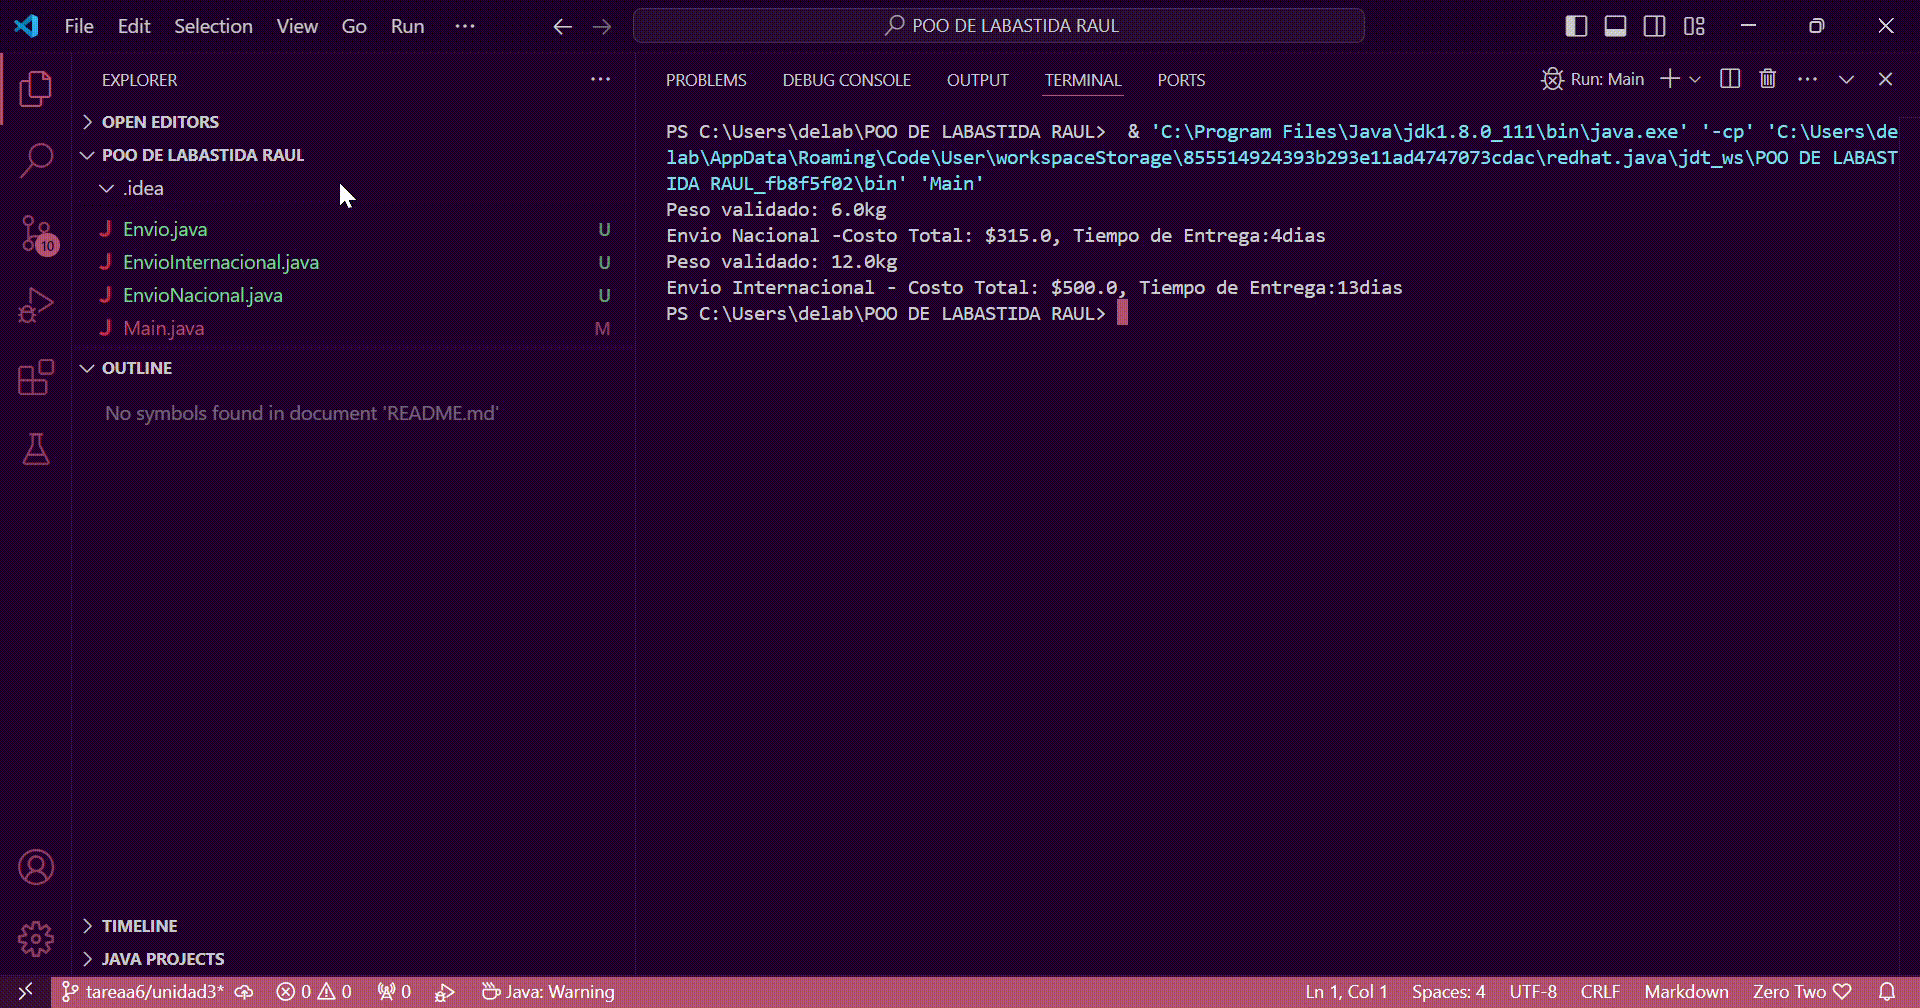 File Edit Selection View Go Run ···
POO DE LABASTIDA RAUL
EXPLORER ···
OPEN EDITORS
POO DE LABASTIDA RAUL
.idea
J Envio.java U
J EnvioInternacional.java U
J EnvioNacional.java U
J Main.java M
OUTLINE
No symbols found in document 'README.md'
TIMELINE
JAVA PROJECTS
10
PROBLEMS DEBUG CONSOLE OUTPUT TERMINAL PORTS
Run: Main
PS C:\Users\delab\POO DE LABASTIDA RAUL>  & 'C:\Program Files\Java\jdk1.8.0_111\bin\java.exe' '-cp' 'C:\Users\de
lab\AppData\Roaming\Code\User\workspaceStorage\855514924393b293e11ad4747073cdac\redhat.java\jdt_ws\POO DE LABAST
IDA RAUL_fb8f5f02\bin' 'Main'
Peso validado: 6.0kg
Envio Nacional -Costo Total: $315.0, Tiempo de Entrega:4dias
Peso validado: 12.0kg
Envio Internacional - Costo Total: $500.0, Tiempo de Entrega:13dias
PS C:\Users\delab\POO DE LABASTIDA RAUL>
tareaa6/unidad3* 0 0 0 Java: Warning Ln 1, Col 1 Spaces: 4 UTF-8 CRLF Markdown Zero Two